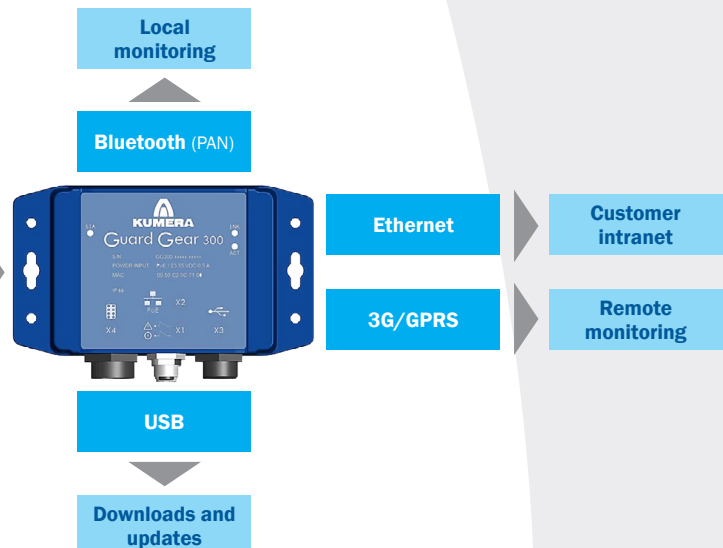 Local
monitoring
Bluetooth (PAN)
KUMERA
STA
LNK
Guard Gear 300
ACT
S/N
POWER INPUT
MAC
IP 66
PoE
X2
X4
X1
X3
Ethernet
Customer
intranet
3G/GPRS
Remote
monitoring
USB
Downloads and
updates